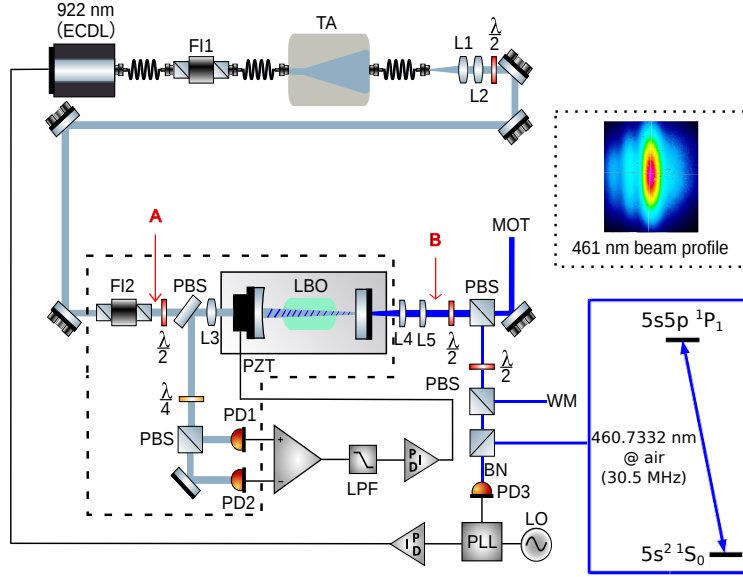 922 nm
(ECDL)
FI1
TA
L1
L2
λ
2
461 nm beam profile
MOT
A
B
FI2
PBS
λ
2
L3
LBO
PZT
L4
L5
λ
2
PBS
λ
2
PBS
WM
λ
4
PBS
PD1
PD2
+
−
LPF
P
I
D
BN
PD3
PLL
LO
P
I
D
5s5p ¹P₁
460.7332 nm
@ air
(30.5 MHz)
5s² ¹S₀